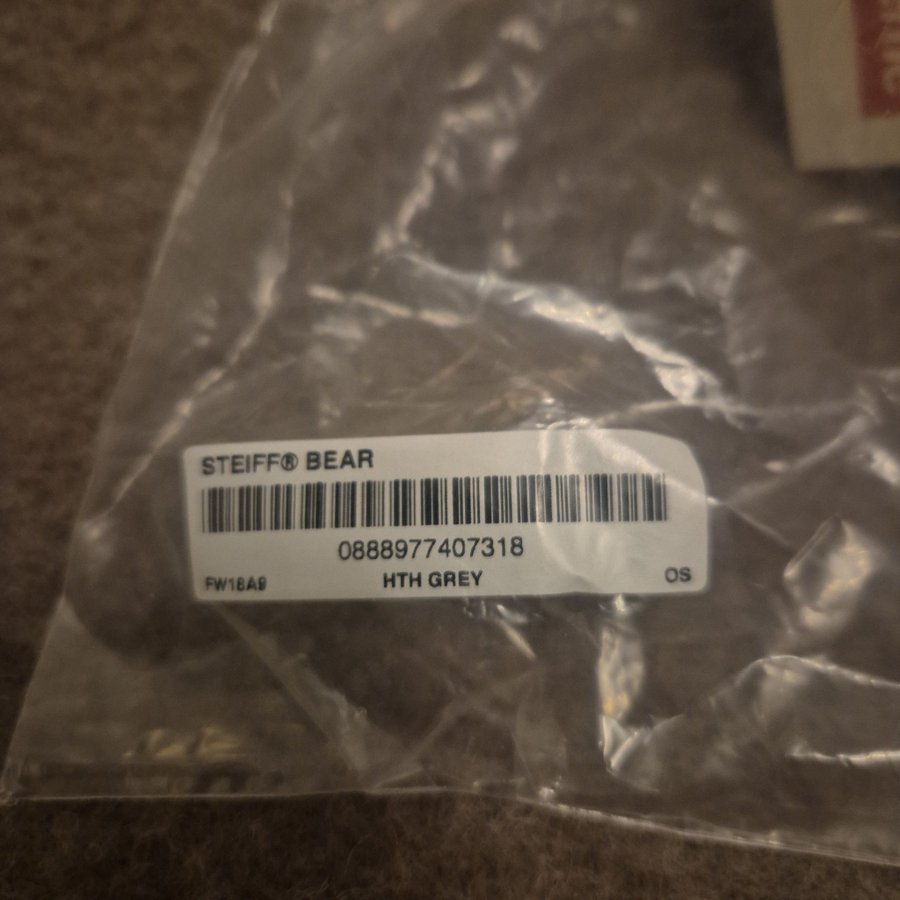 STEIFF® BEAR
0888977407318
FW18A9
HTH GREY
OS